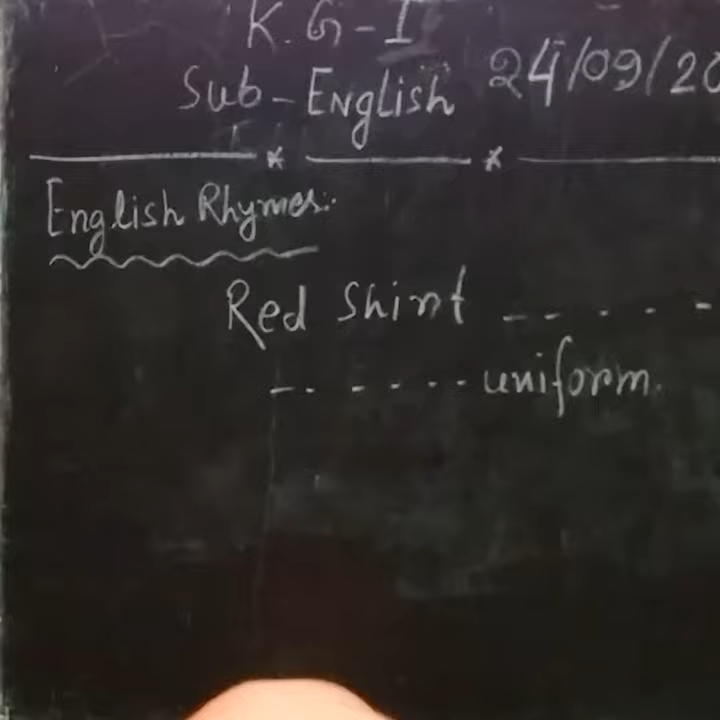 K.G-I
Sub-English 24/09/20
English Rhymes:
Red Shirt - - - - -
- - - - - - uniform.